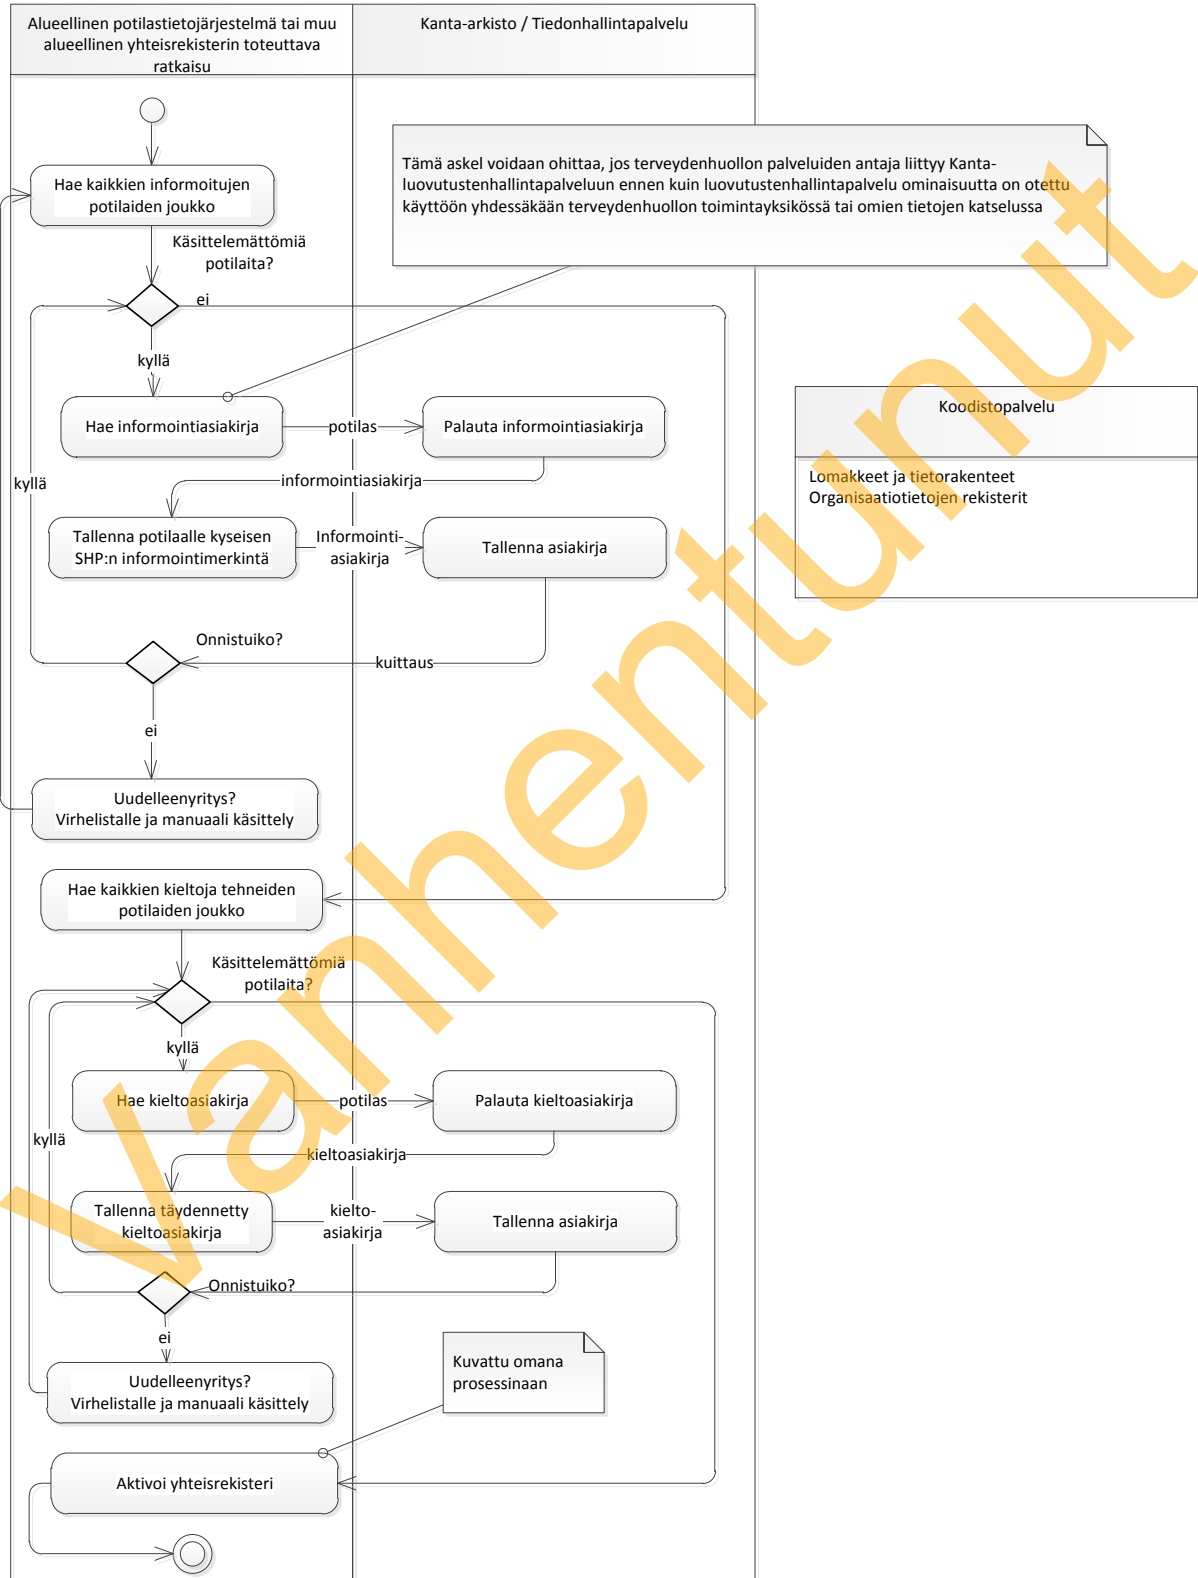 Alueellinen potilastietojärjestelmä tai muu
alueellinen yhteisrekisterin toteuttava
ratkaisu
Kanta-arkisto / Tiedonhallintapalvelu
Tämä askel voidaan ohittaa, jos terveydenhuollon palveluiden antaja liittyy Kanta-
luovutustenhallintapalveluun ennen kuin luovutustenhallintapalvelu ominaisuutta on otettu
käyttöön yhdessäkään terveydenhuollon toimintayksikössä tai omien tietojen katselussa
Hae kaikkien informoitujen
potilaiden joukko
Käsittelemättömiä
potilaita?
ei
kyllä
Hae informointiasiakirja
potilas
Palauta informointiasiakirja
Koodistopalvelu
Lomakkeet ja tietorakenteet
Organisaatiotietojen rekisterit
kyllä
informointiasiakirja
Tallenna potilaalle kyseisen
SHP:n informointimerkintä
Informointi-
asiakirja
Tallenna asiakirja
Onnistuiko?
kuittaus
ei
Uudelleenyritys?
Virhelistalle ja manuaali käsittely
Hae kaikkien kieltoja tehneiden
potilaiden joukko
Käsittelemättömiä
potilaita?
kyllä
Hae kieltoasiakirja
potilas
Palauta kieltoasiakirja
kyllä
kieltoasiakirja
Tallenna täydennetty
kieltoasiakirja
kielto-
asiakirja
Tallenna asiakirja
Onnistuiko?
ei
Uudelleenyritys?
Virhelistalle ja manuaali käsittely
Kuvattu omana
prosessinaan
Aktivoi yhteisrekisteri
Vanhentunut